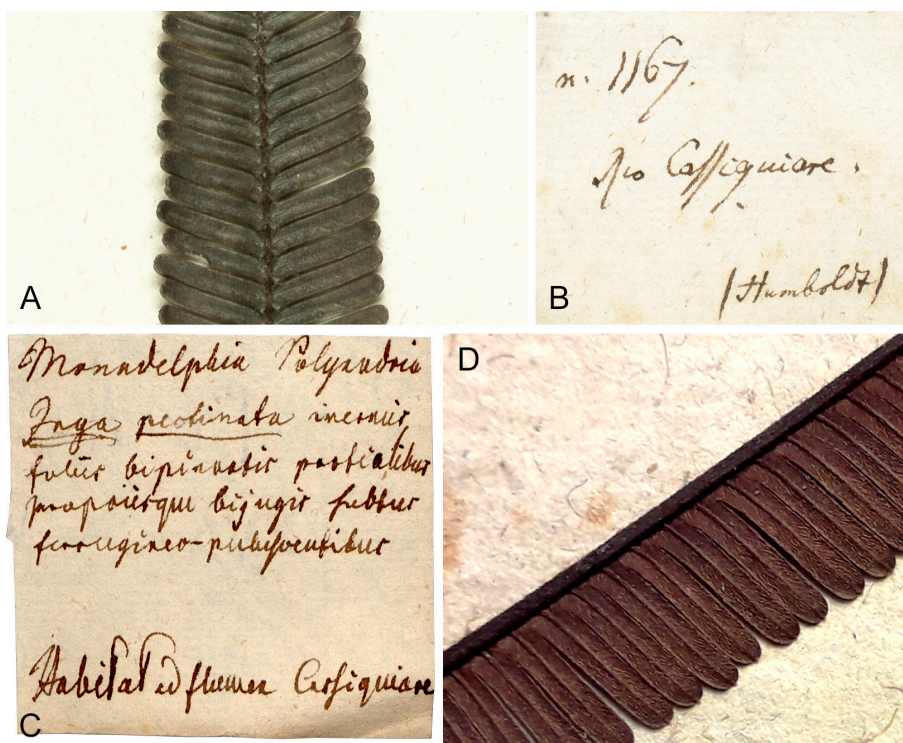 A
n. 1167.
Rio Cassiquiare.
(Humboldt)
B
Monadelphia Polyandria
Inga pectinata inermis
foliis bipinnatis partialibus
propriisque bijugis subtus
ferrugineo-pubescentibus
Habitat ad flumen Cassiquiare
C
D